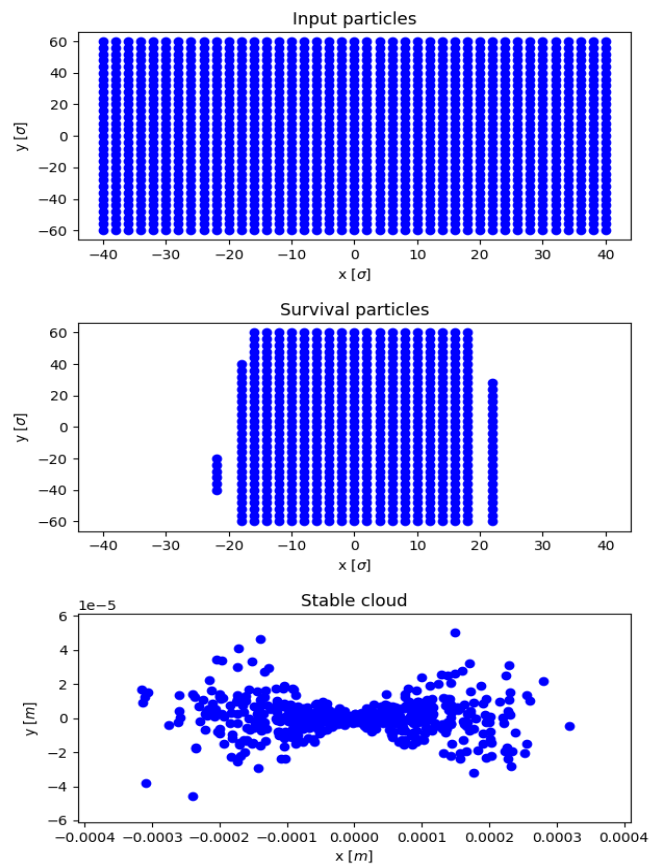 Input particles
60
40
20
0
−20
−40
−60
y [σ]
−40 −30 −20 −10 0 10 20 30 40
x [σ]
Survival particles
60
40
20
0
−20
−40
−60
y [σ]
−40 −30 −20 −10 0 10 20 30 40
x [σ]
Stable cloud
1e−5
6
4
2
0
−2
−4
−6
y [m]
−0.0004 −0.0003 −0.0002 −0.0001 0.0000 0.0001 0.0002 0.0003 0.0004
x [m]